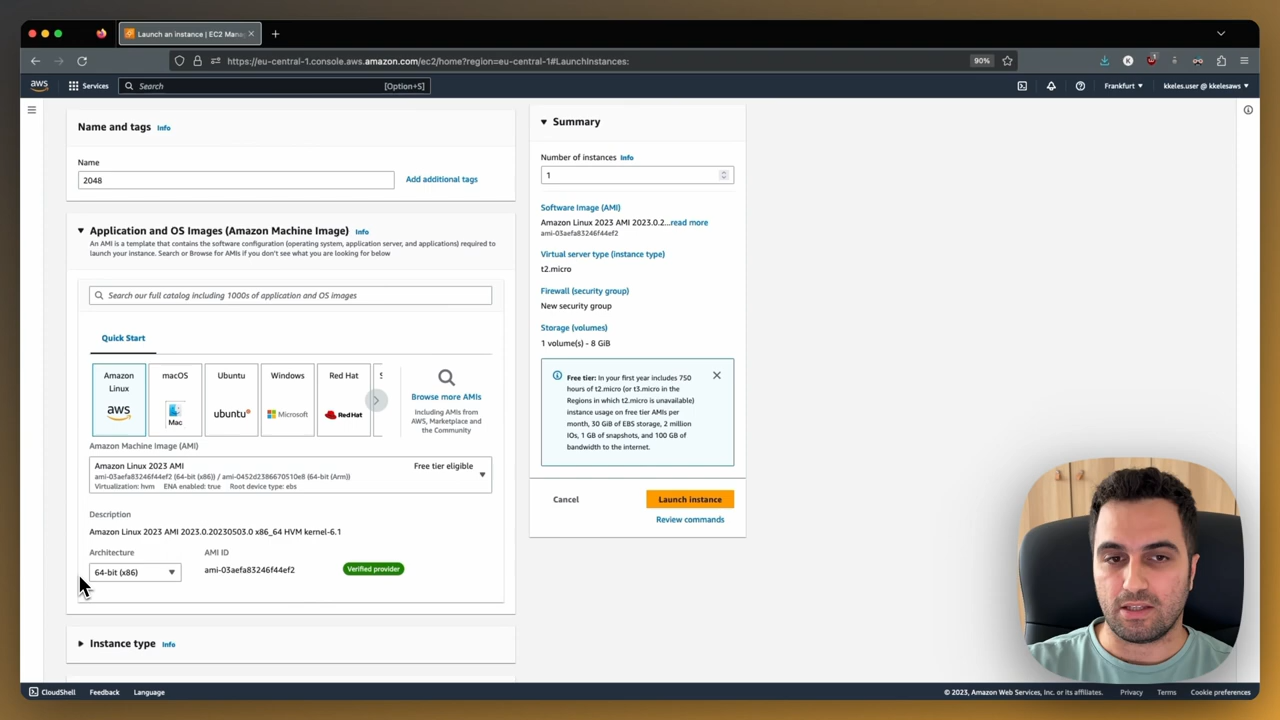 Launch an instance | EC2 Mana
https://eu-central-1.console.aws.amazon.com/ec2/home?region=eu-central-1#LaunchInstances:
90%
aws
Services
Search
[Option+S]
Frankfurt
kkeles.user @ kkelesaws
Name and tags Info
Name
2048
Add additional tags
Application and OS Images (Amazon Machine Image) Info
An AMI is a template that contains the software configuration (operating system, application server, and applications) required to
launch your instance. Search or Browse for AMIs if you don't see what you are looking for below
Search our full catalog including 1000s of application and OS images
Quick Start
Amazon
Linux
aws
macOS
Mac
Ubuntu
ubuntu
Windows
Microsoft
Red Hat
Red Hat
S
Browse more AMIs
Including AMIs from
AWS, Marketplace and
the Community
Amazon Machine Image (AMI)
Amazon Linux 2023 AMI
Free tier eligible
ami-03aefa83246f44ef2 (64-bit (x86)) / ami-0452d2386670510e8 (64-bit (Arm))
Virtualization: hvm ENA enabled: true Root device type: ebs
Description
Amazon Linux 2023 AMI 2023.0.20230503.0 x86_64 HVM kernel-6.1
Architecture
64-bit (x86)
AMI ID
ami-03aefa83246f44ef2
Verified provider
Instance type Info
Summary
Number of instances Info
1
Software Image (AMI)
Amazon Linux 2023 AMI 2023.0.2...read more
ami-03aefa83246f44ef2
Virtual server type (instance type)
t2.micro
Firewall (security group)
New security group
Storage (volumes)
1 volume(s) - 8 GiB
Free tier: In your first year includes 750
hours of t2.micro (or t3.micro in the
Regions in which t2.micro is unavailable)
instance usage on free tier AMIs per
month, 30 GiB of EBS storage, 2 million
IOs, 1 GB of snapshots, and 100 GB of
bandwidth to the internet.
Cancel
Launch instance
Review commands
CloudShell
Feedback
Language
© 2023, Amazon Web Services, Inc. or its affiliates.
Privacy
Terms
Cookie preferences